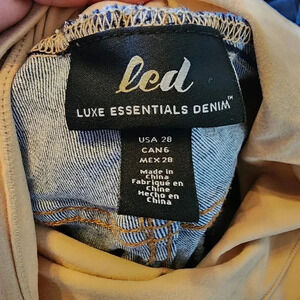 led
LUXE ESSENTIALS DENIM™
USA 28
CAN 6
MEX 28
Made in
China
Fabriqué en
Chine
Hecho en
China